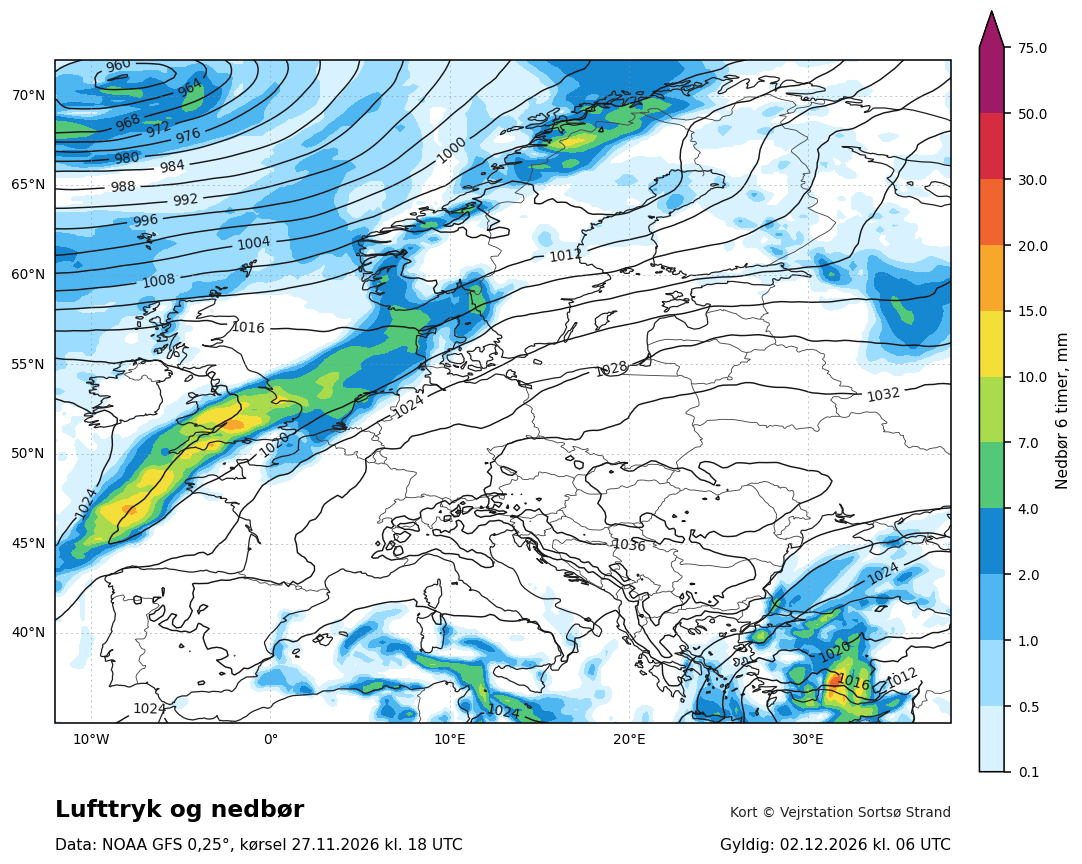 960
964
968
972
976
980
984
988
992
996
1000
1004
1008
1012
1016
1028
1032
1024
1020
1024
1036
1024
1020
1016
1012
1024
1024
70°N
65°N
60°N
55°N
50°N
45°N
40°N
10°W
0°
10°E
20°E
30°E
75.0
50.0
30.0
20.0
15.0
10.0
7.0
4.0
2.0
1.0
0.5
0.1
Nedbør 6 timer, mm
Lufttryk og nedbør
Kort © Vejrstation Sortsø Strand
Data: NOAA GFS 0,25°, kørsel 27.11.2026 kl. 18 UTC
Gyldig: 02.12.2026 kl. 06 UTC